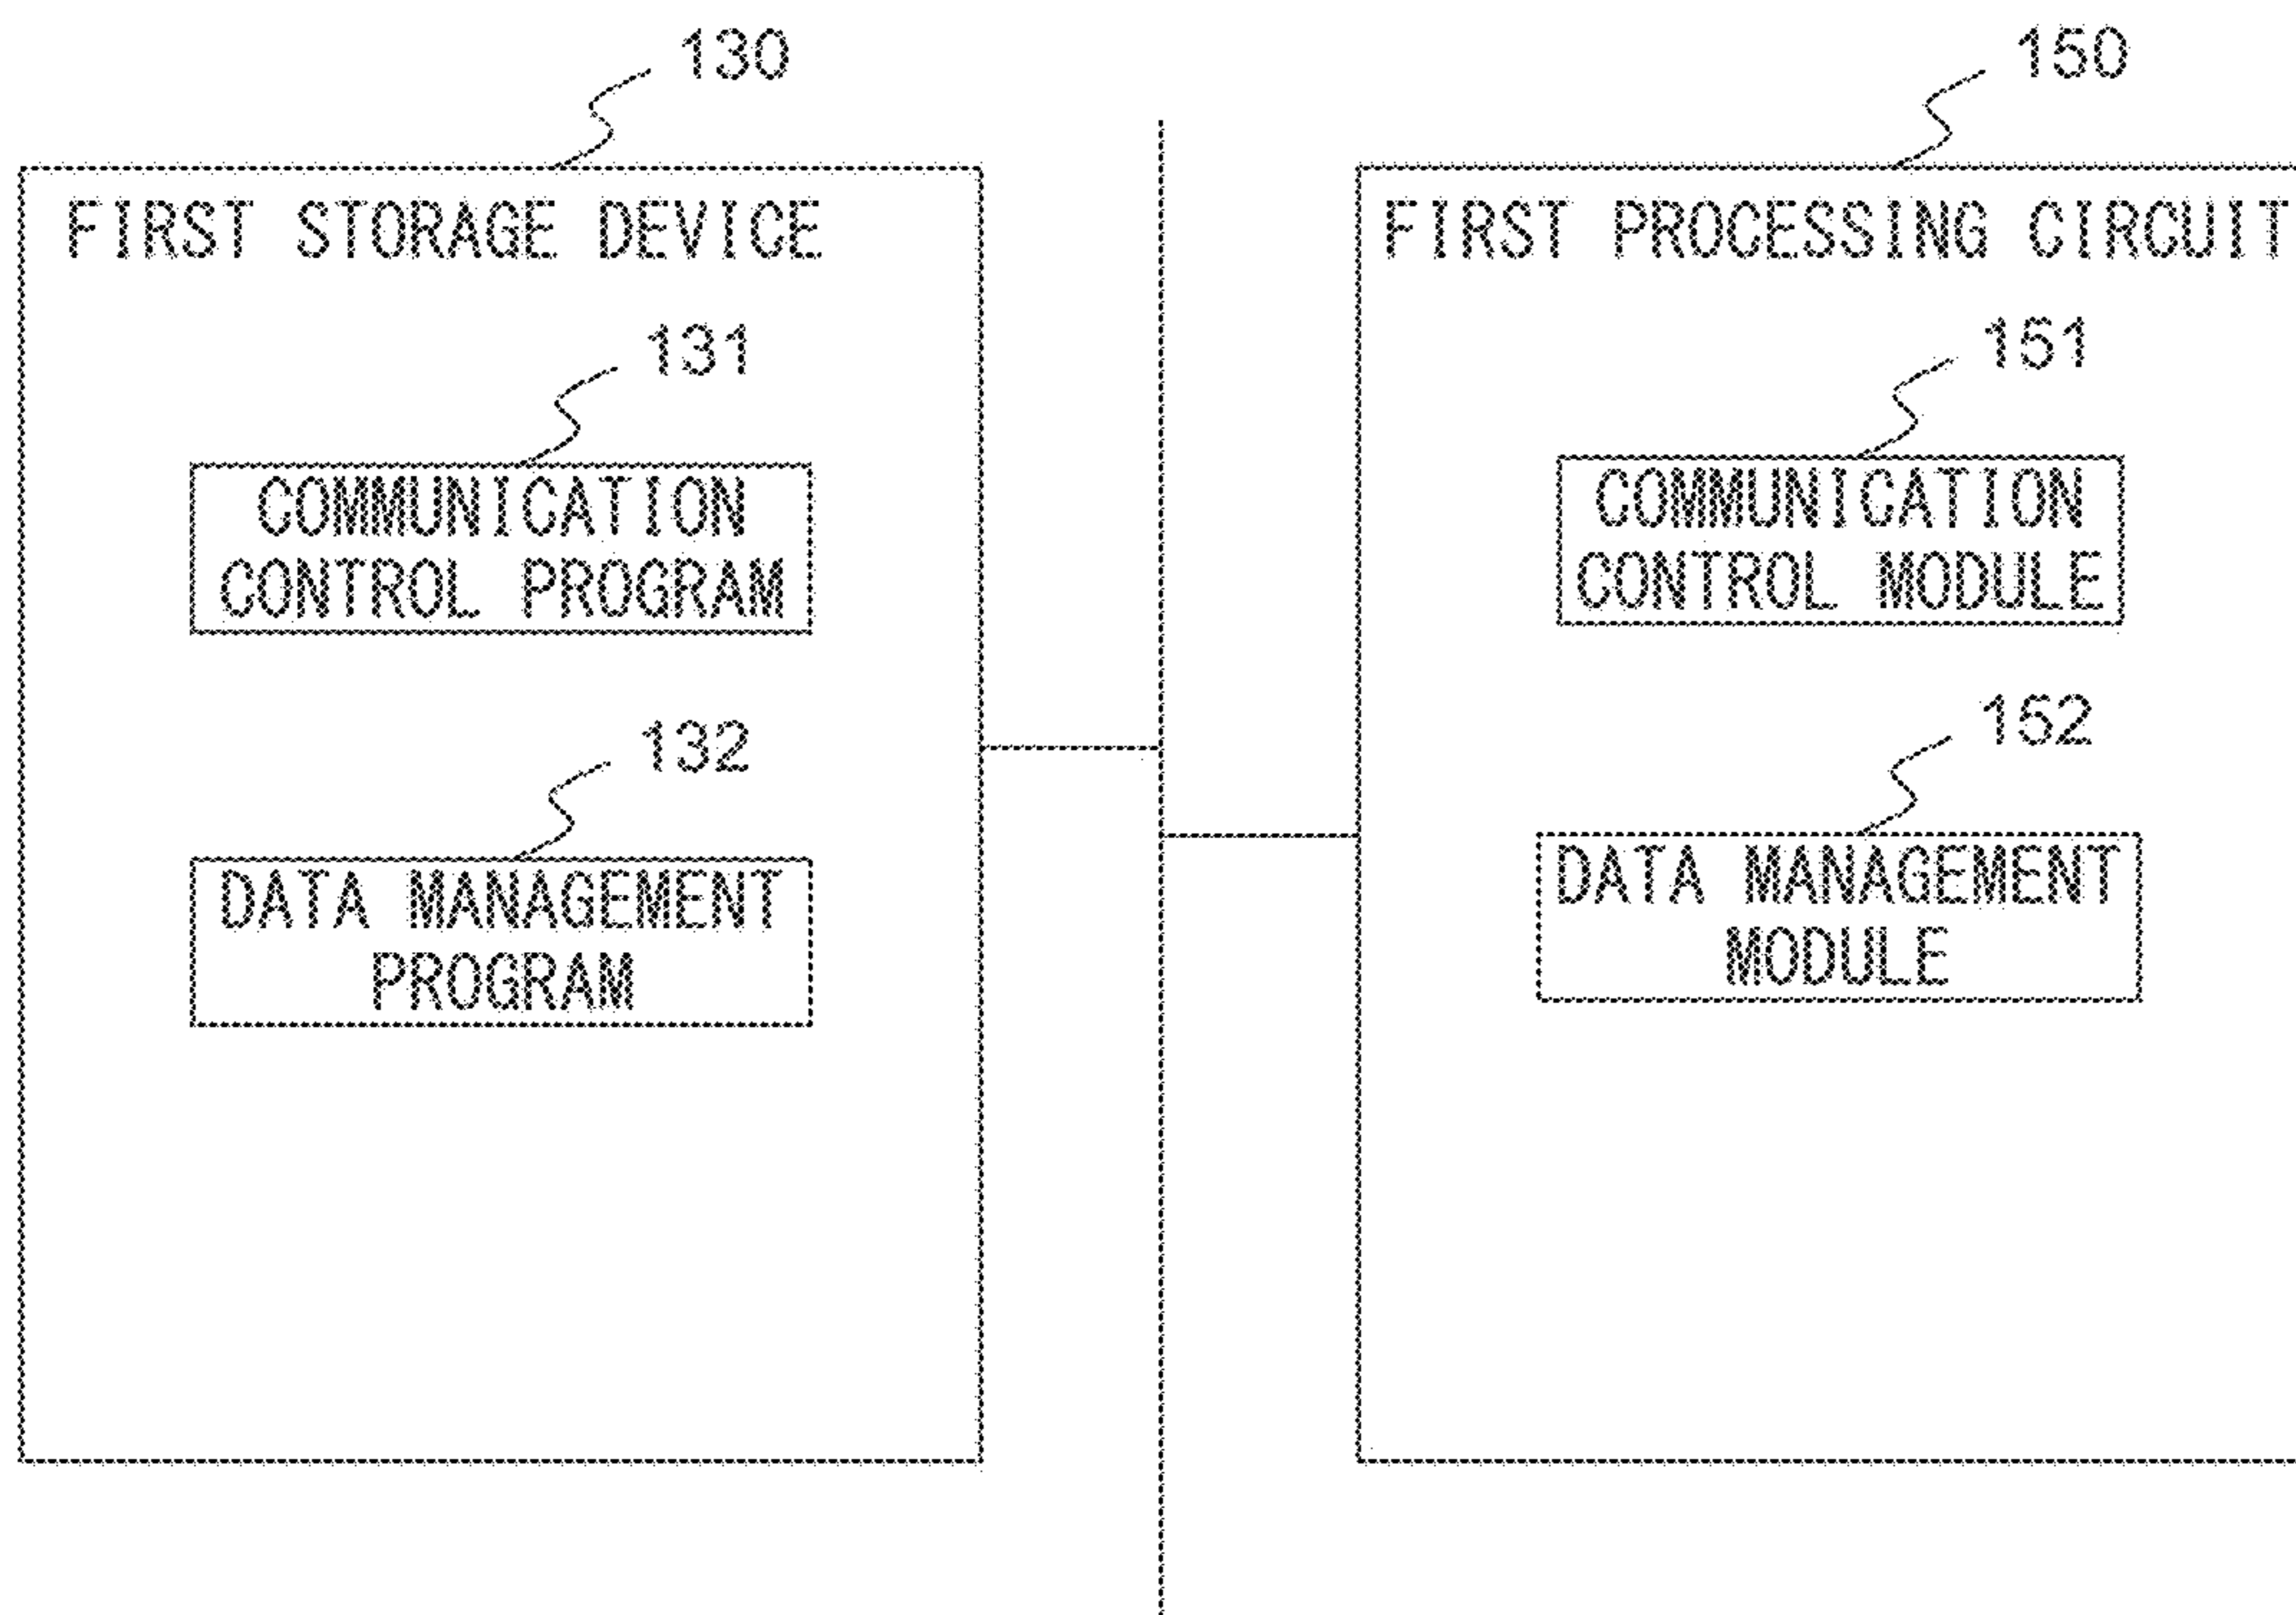 130
FIRST STORAGE DEVICE
131
COMMUNICATION
CONTROL PROGRAM
132
DATA MANAGEMENT
PROGRAM
150
FIRST PROCESSING CIRCUIT
151
COMMUNICATION
CONTROL MODULE
152
DATA MANAGEMENT
MODULE